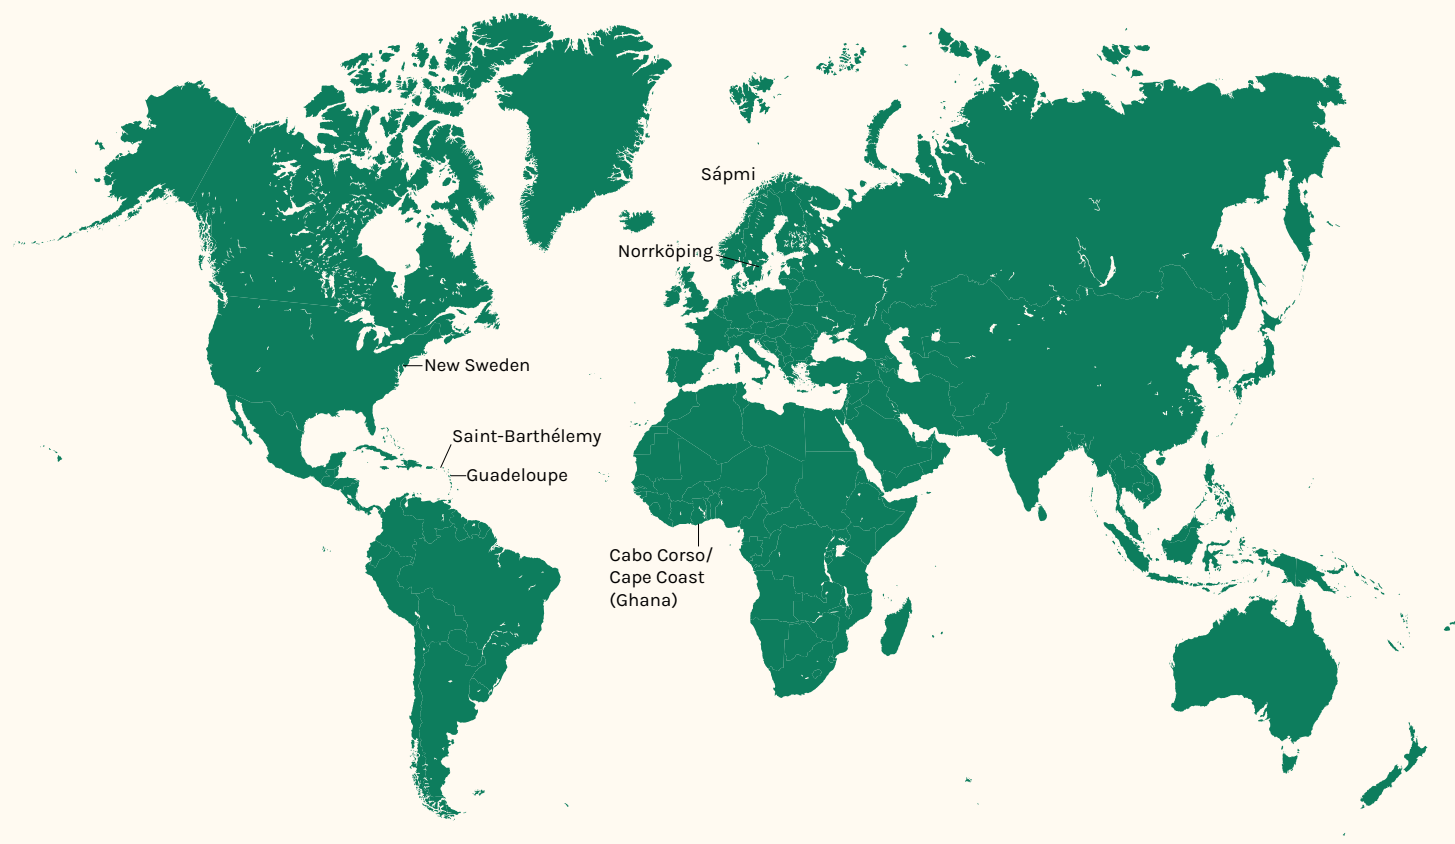 Sápmi
Norrköping
New Sweden
Saint-Barthélemy
Guadeloupe
Cabo Corso/
Cape Coast
(Ghana)